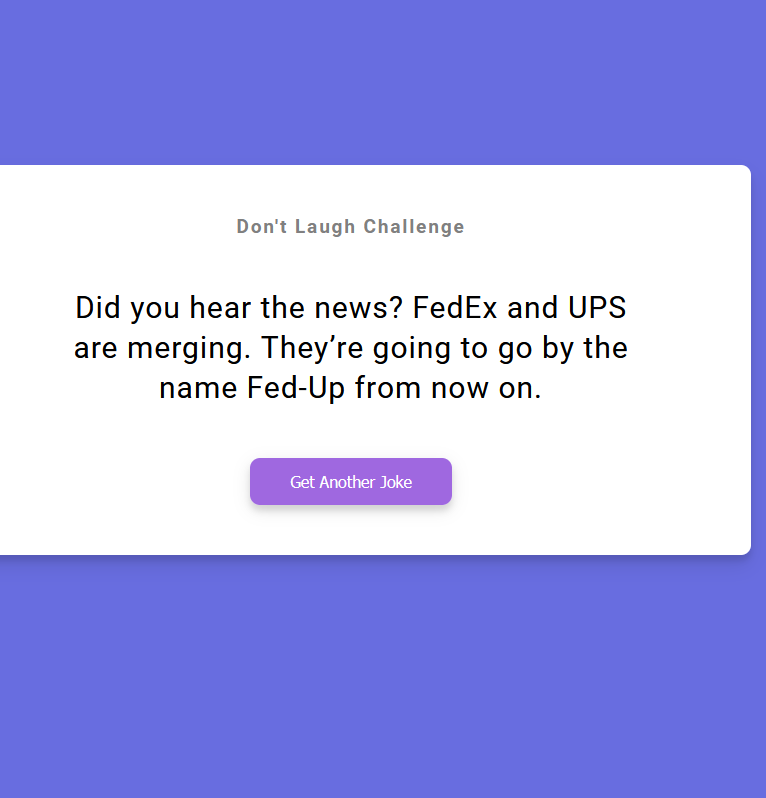 Don't Laugh Challenge
Did you hear the news? FedEx and UPS
are merging. They’re going to go by the
name Fed-Up from now on.
Get Another Joke